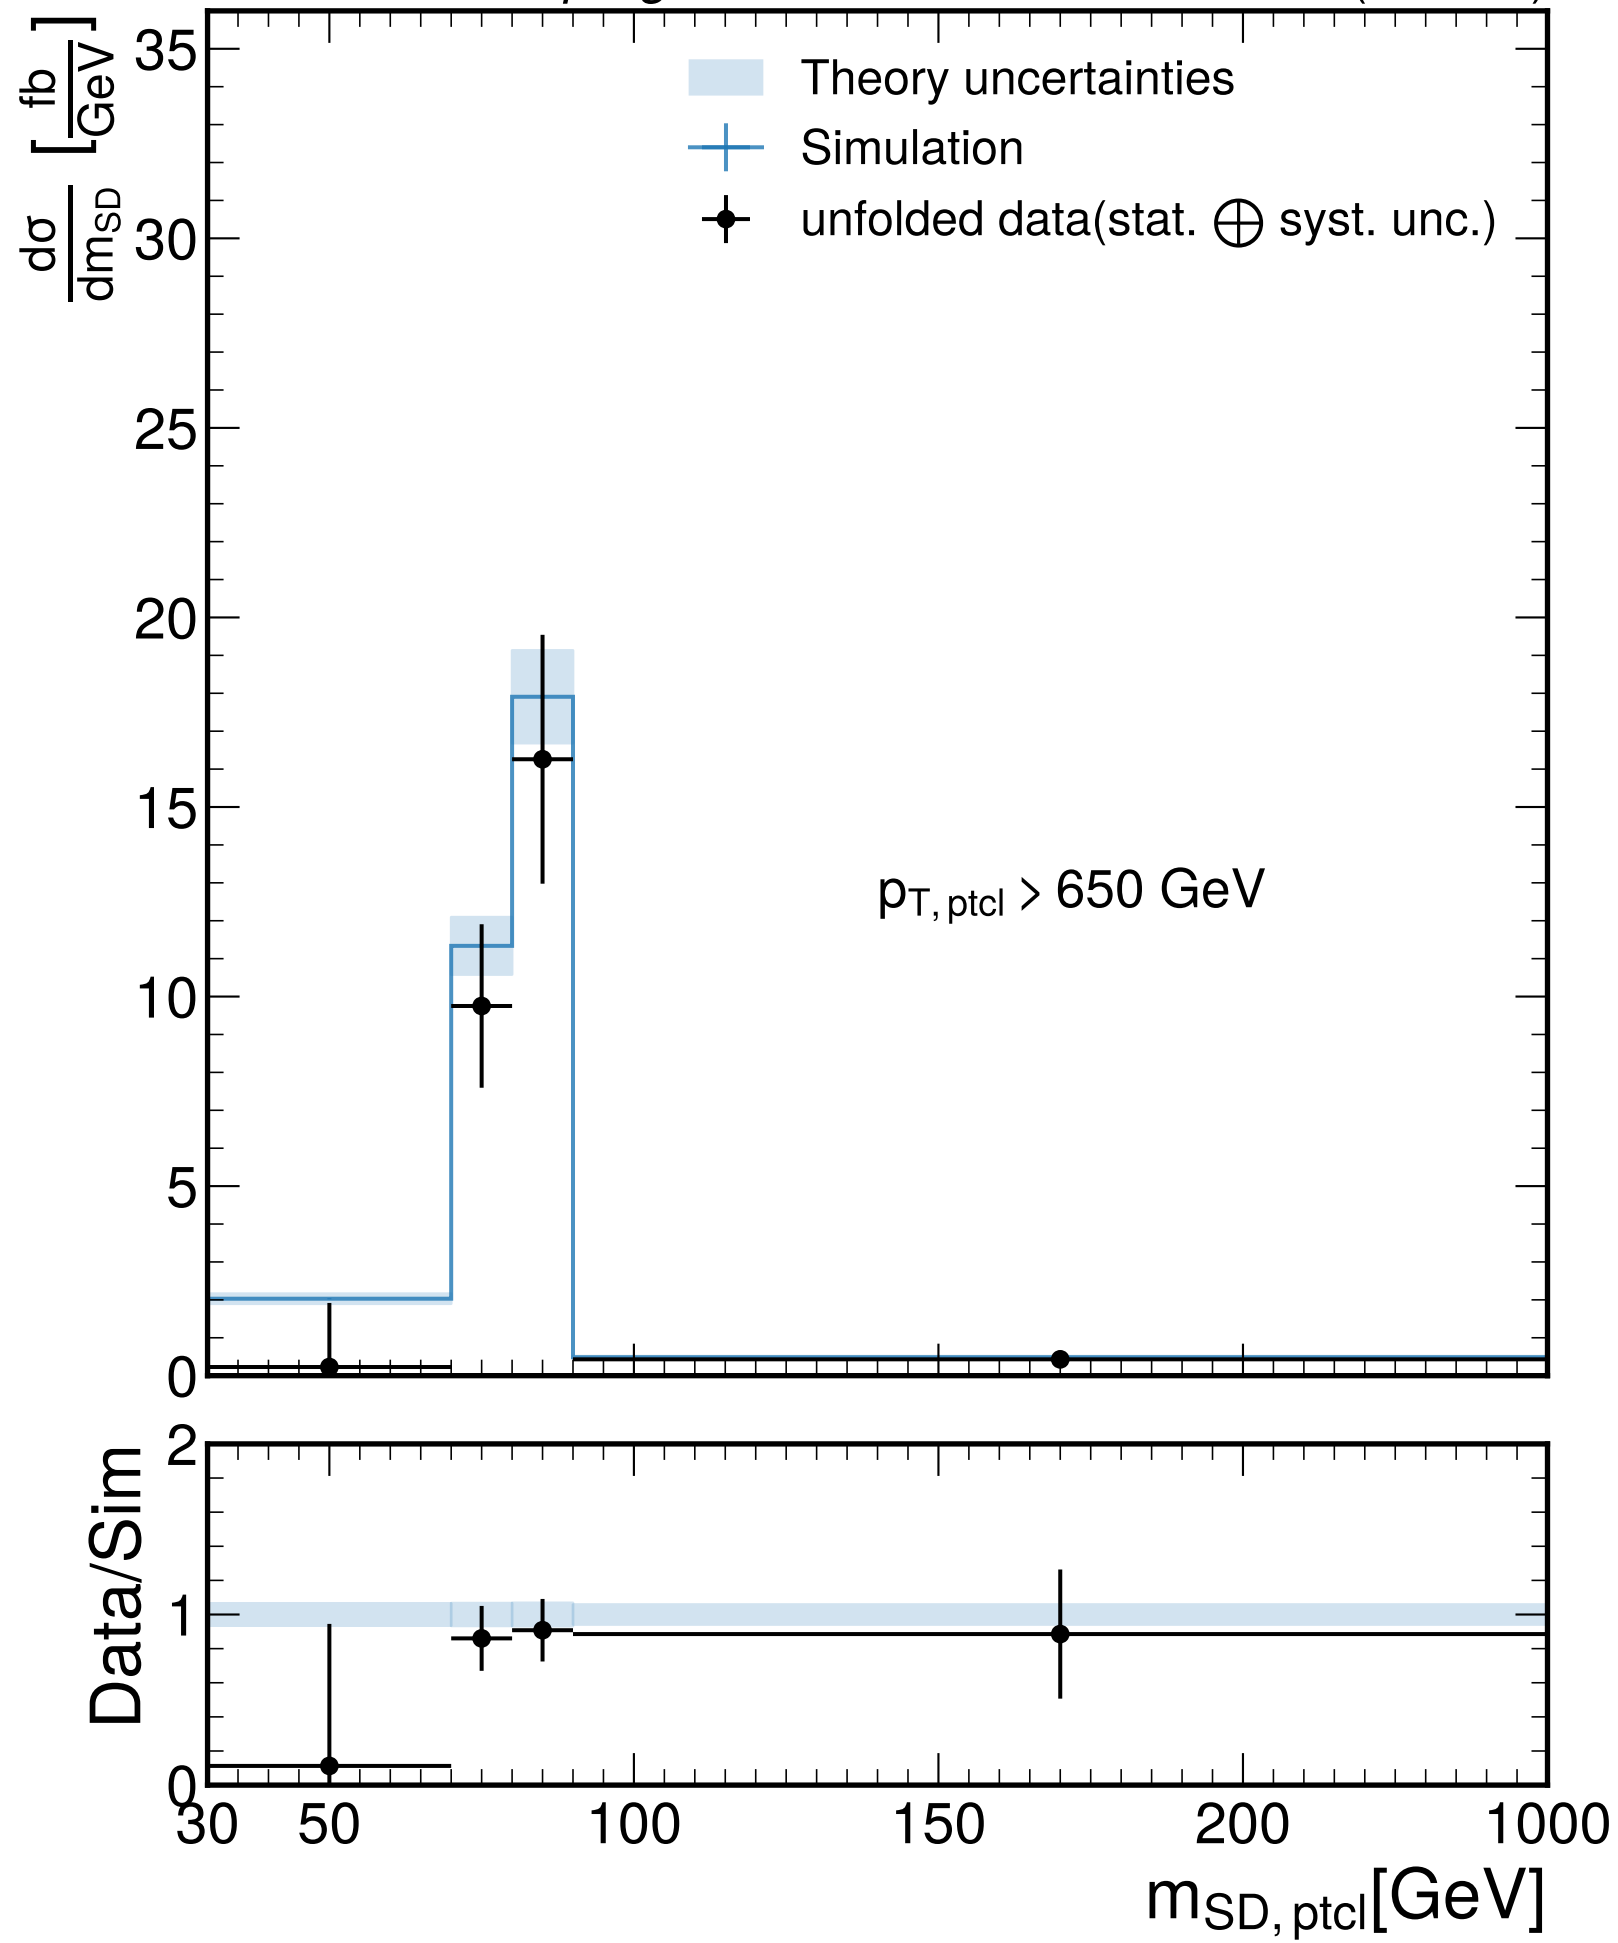 dσ
dm_SD
[ fb
GeV ]
35
30
25
20
15
10
5
0
Theory uncertainties
Simulation
unfolded data(stat. ⨁ syst. unc.)
p_T, ptcl > 650 GeV
Data/Sim
2
1
0
30 50 100 150 200 1000
m_SD, ptcl[GeV]